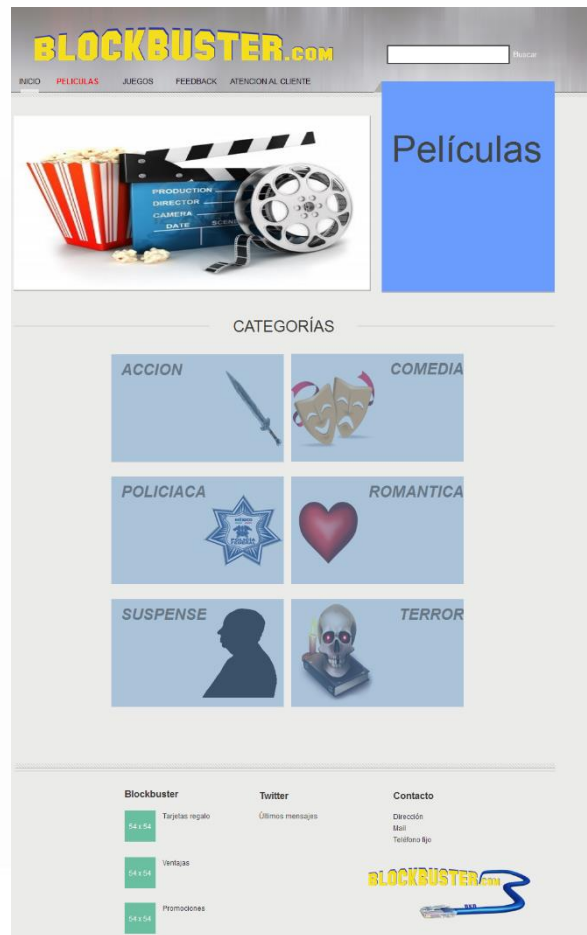 BLOCKBUSTER.COM
Buscar
INICIO PELICULAS JUEGOS FEEDBACK ATENCION AL CLIENTE
Películas
PRODUCTION
DIRECTOR
CAMERA
DATE SCENE
CATEGORÍAS
ACCION
COMEDIA
POLICIACA
ROMANTICA
SUSPENSE
TERROR
Blockbuster Twitter Contacto
54 x 54 Tarjetas regalo
Últimos mensajes
Dirección
Mail
Teléfono fijo
54 x 54 Ventajas
BLOCKBUSTER.COM
54 x 54 Promociones